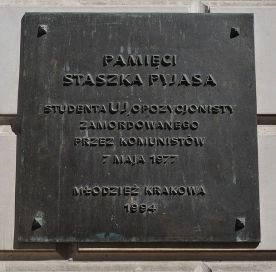 PAMIĘCI
STASZKA PYJASA
STUDENTA UJ, OPOZYCJONISTY
ZAMORDOWANEGO
PRZEZ KOMUNISTÓW
7 MAJA 1977
MŁODZIEŻ KRAKOWA
1994